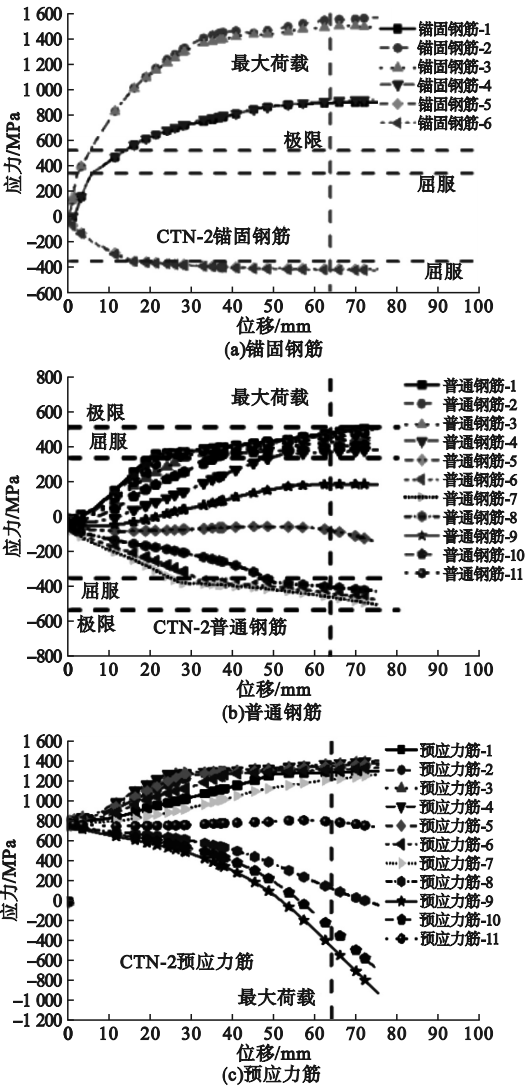 1 600
1 400
1 200
1 000
800
600
400
200
0
−200
−400
−600
应力/MPa
最大荷载
极限
屈服
CTN-2锚固钢筋
屈服
锚固钢筋-1
锚固钢筋-2
锚固钢筋-3
锚固钢筋-4
锚固钢筋-5
锚固钢筋-6
0 10 20 30 40 50 60 70 80 90 100
位移/mm
(a)锚固钢筋
800
600
400
200
0
−200
−400
−600
−800
应力/MPa
最大荷载
极限
屈服
屈服
极限
CTN-2普通钢筋
普通钢筋-1
普通钢筋-2
普通钢筋-3
普通钢筋-4
普通钢筋-5
普通钢筋-6
普通钢筋-7
普通钢筋-8
普通钢筋-9
普通钢筋-10
普通钢筋-11
0 10 20 30 40 50 60 70 80 90 100
位移/mm
(b)普通钢筋
1 600
1 400
1 200
1 000
800
600
400
200
0
−200
−400
−600
−800
−1 000
−1 200
应力/MPa
CTN-2预应力筋
最大荷载
预应力筋-1
预应力筋-2
预应力筋-3
预应力筋-4
预应力筋-5
预应力筋-6
预应力筋-7
预应力筋-8
预应力筋-9
预应力筋-10
预应力筋-11
0 10 20 30 40 50 60 70 80 90 100
位移/mm
(c)预应力筋